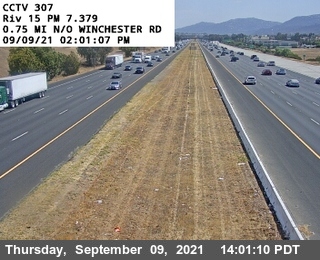 CCTV 307
Riv 15 PM 7.379
0.75 MI N/O WINCHESTER RD
09/09/21 02:01:07 PM
Thursday, September 09, 2021 14:01:10 PDT